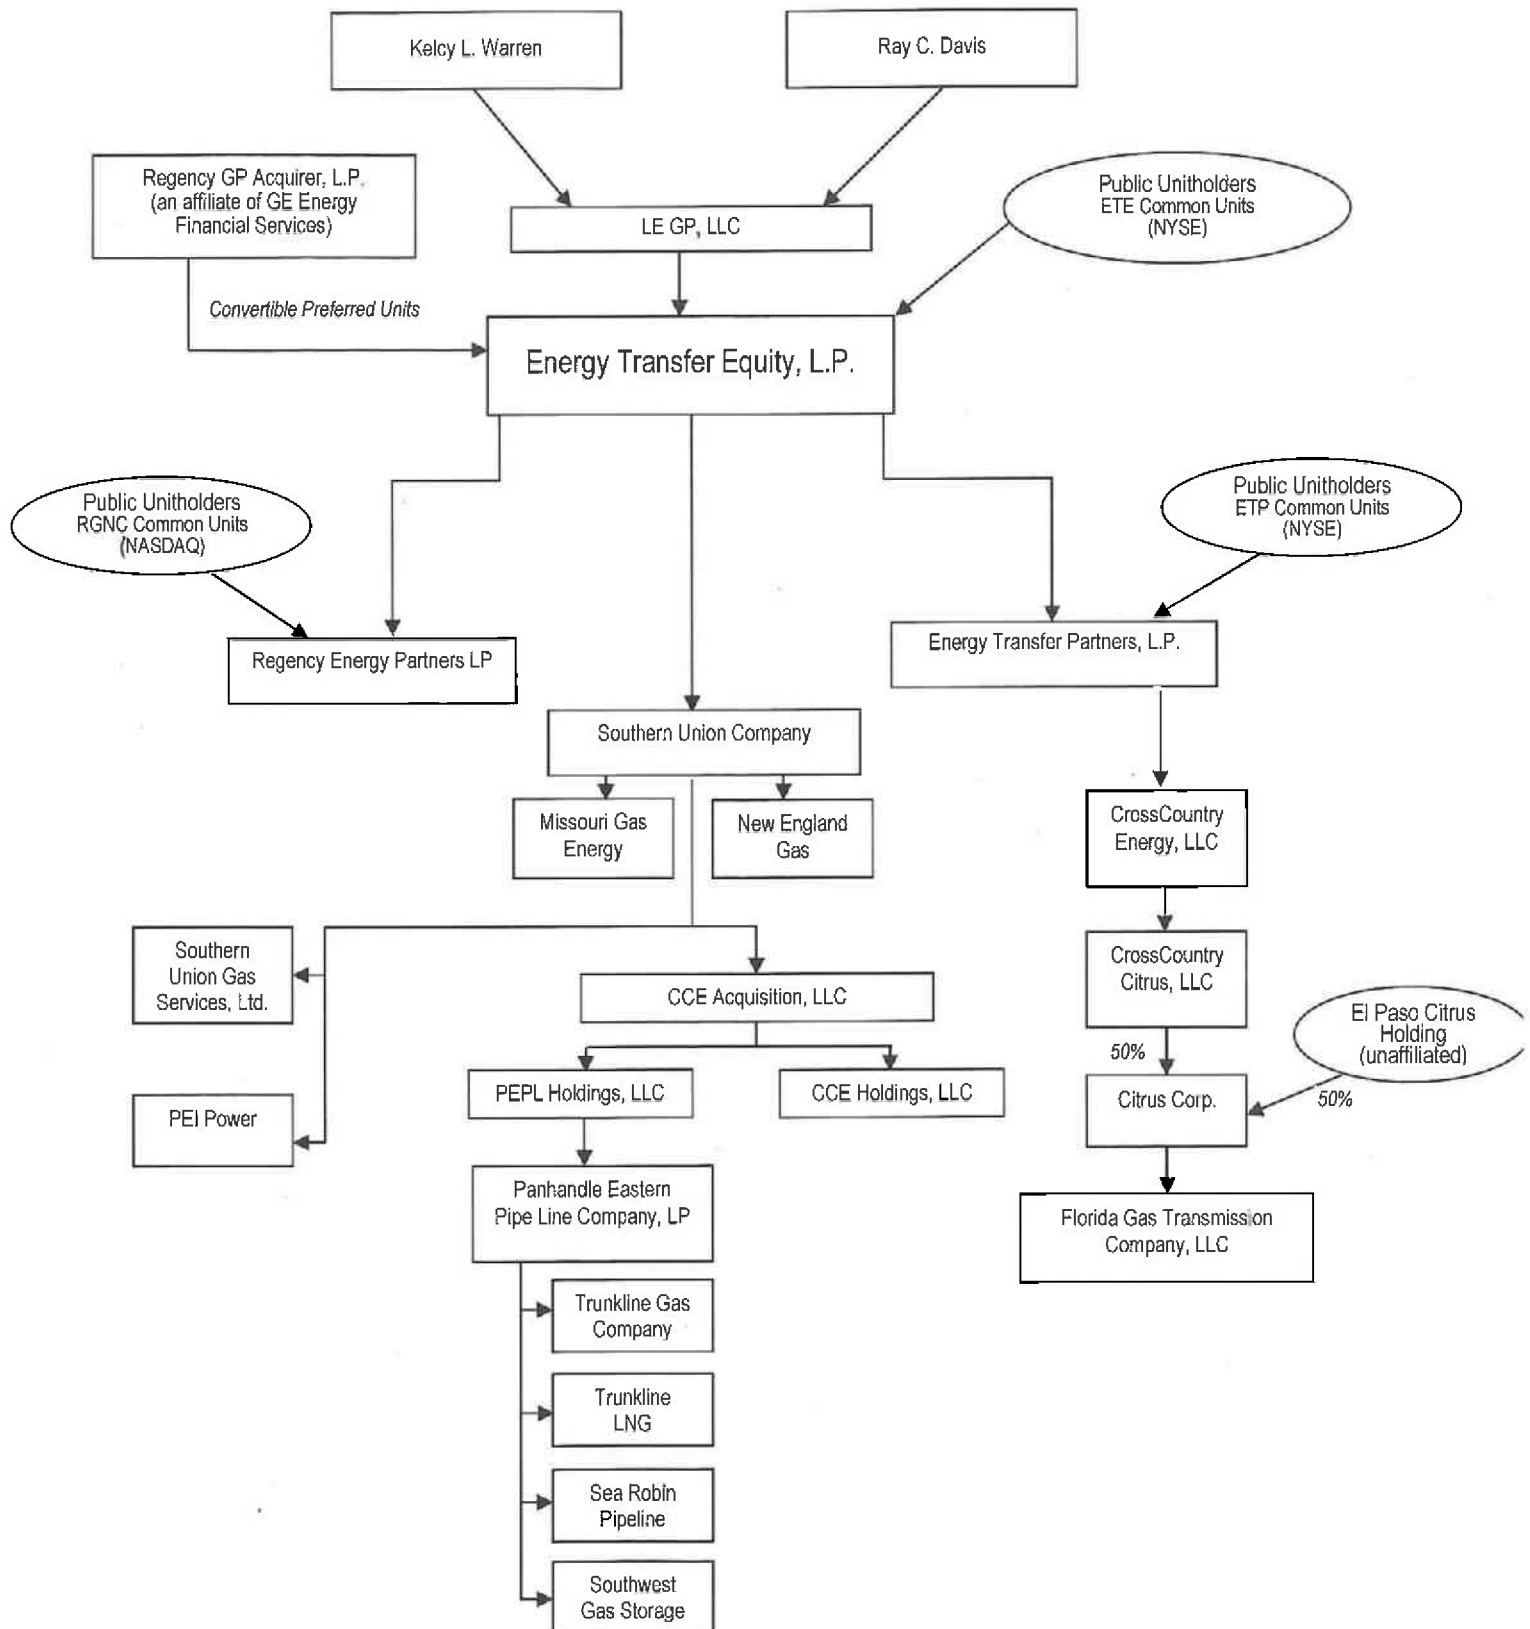 Kelcy L. Warren
Ray C. Davis
Regency GP Acquirer, L.P.
(an affiliate of GE Energy
Financial Services)
Public Unitholders
ETE Common Units
(NYSE)
LE GP, LLC
Convertible Preferred Units
Energy Transfer Equity, L.P.
Public Unitholders
RGNC Common Units
(NASDAQ)
Public Unitholders
ETP Common Units
(NYSE)
Regency Energy Partners LP
Energy Transfer Partners, L.P.
Southern Union Company
Missouri Gas
Energy
New England
Gas
CrossCountry
Energy, LLC
Southern
Union Gas
Services, Ltd.
CCE Acquisition, LLC
CrossCountry
Citrus, LLC
El Paso Citrus
Holding
(unaffiliated)
50%
PEPL Holdings, LLC
CCE Holdings, LLC
Citrus Corp.
50%
PEI Power
Panhandle Eastern
Pipe Line Company, LP
Florida Gas Transmission
Company, LLC
Trunkline Gas
Company
Trunkline
LNG
Sea Robin
Pipeline
Southwest
Gas Storage